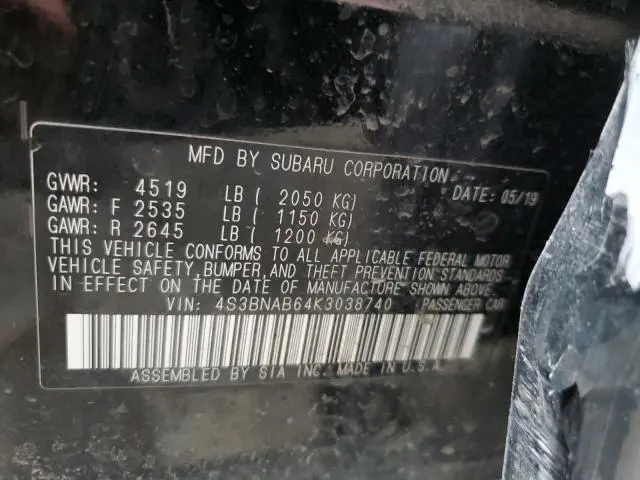 MFD BY SUBARU CORPORATION
DATE: 05/19
GVWR: 4519 LB ( 2050 KG)
GAWR: F 2535 LB ( 1150 KG)
GAWR: R 2645 LB ( 1200 KG)
THIS VEHICLE CONFORMS TO ALL APPLICABLE FEDERAL MOTOR
VEHICLE SAFETY, BUMPER, AND THEFT PREVENTION STANDARDS
IN EFFECT ON THE DATE OF MANUFACTURE SHOWN ABOVE.
VIN: 4S3BNAB64K3038740 PASSENGER CAR
ASSEMBLED BY SIA INC. MADE IN U.S.A.